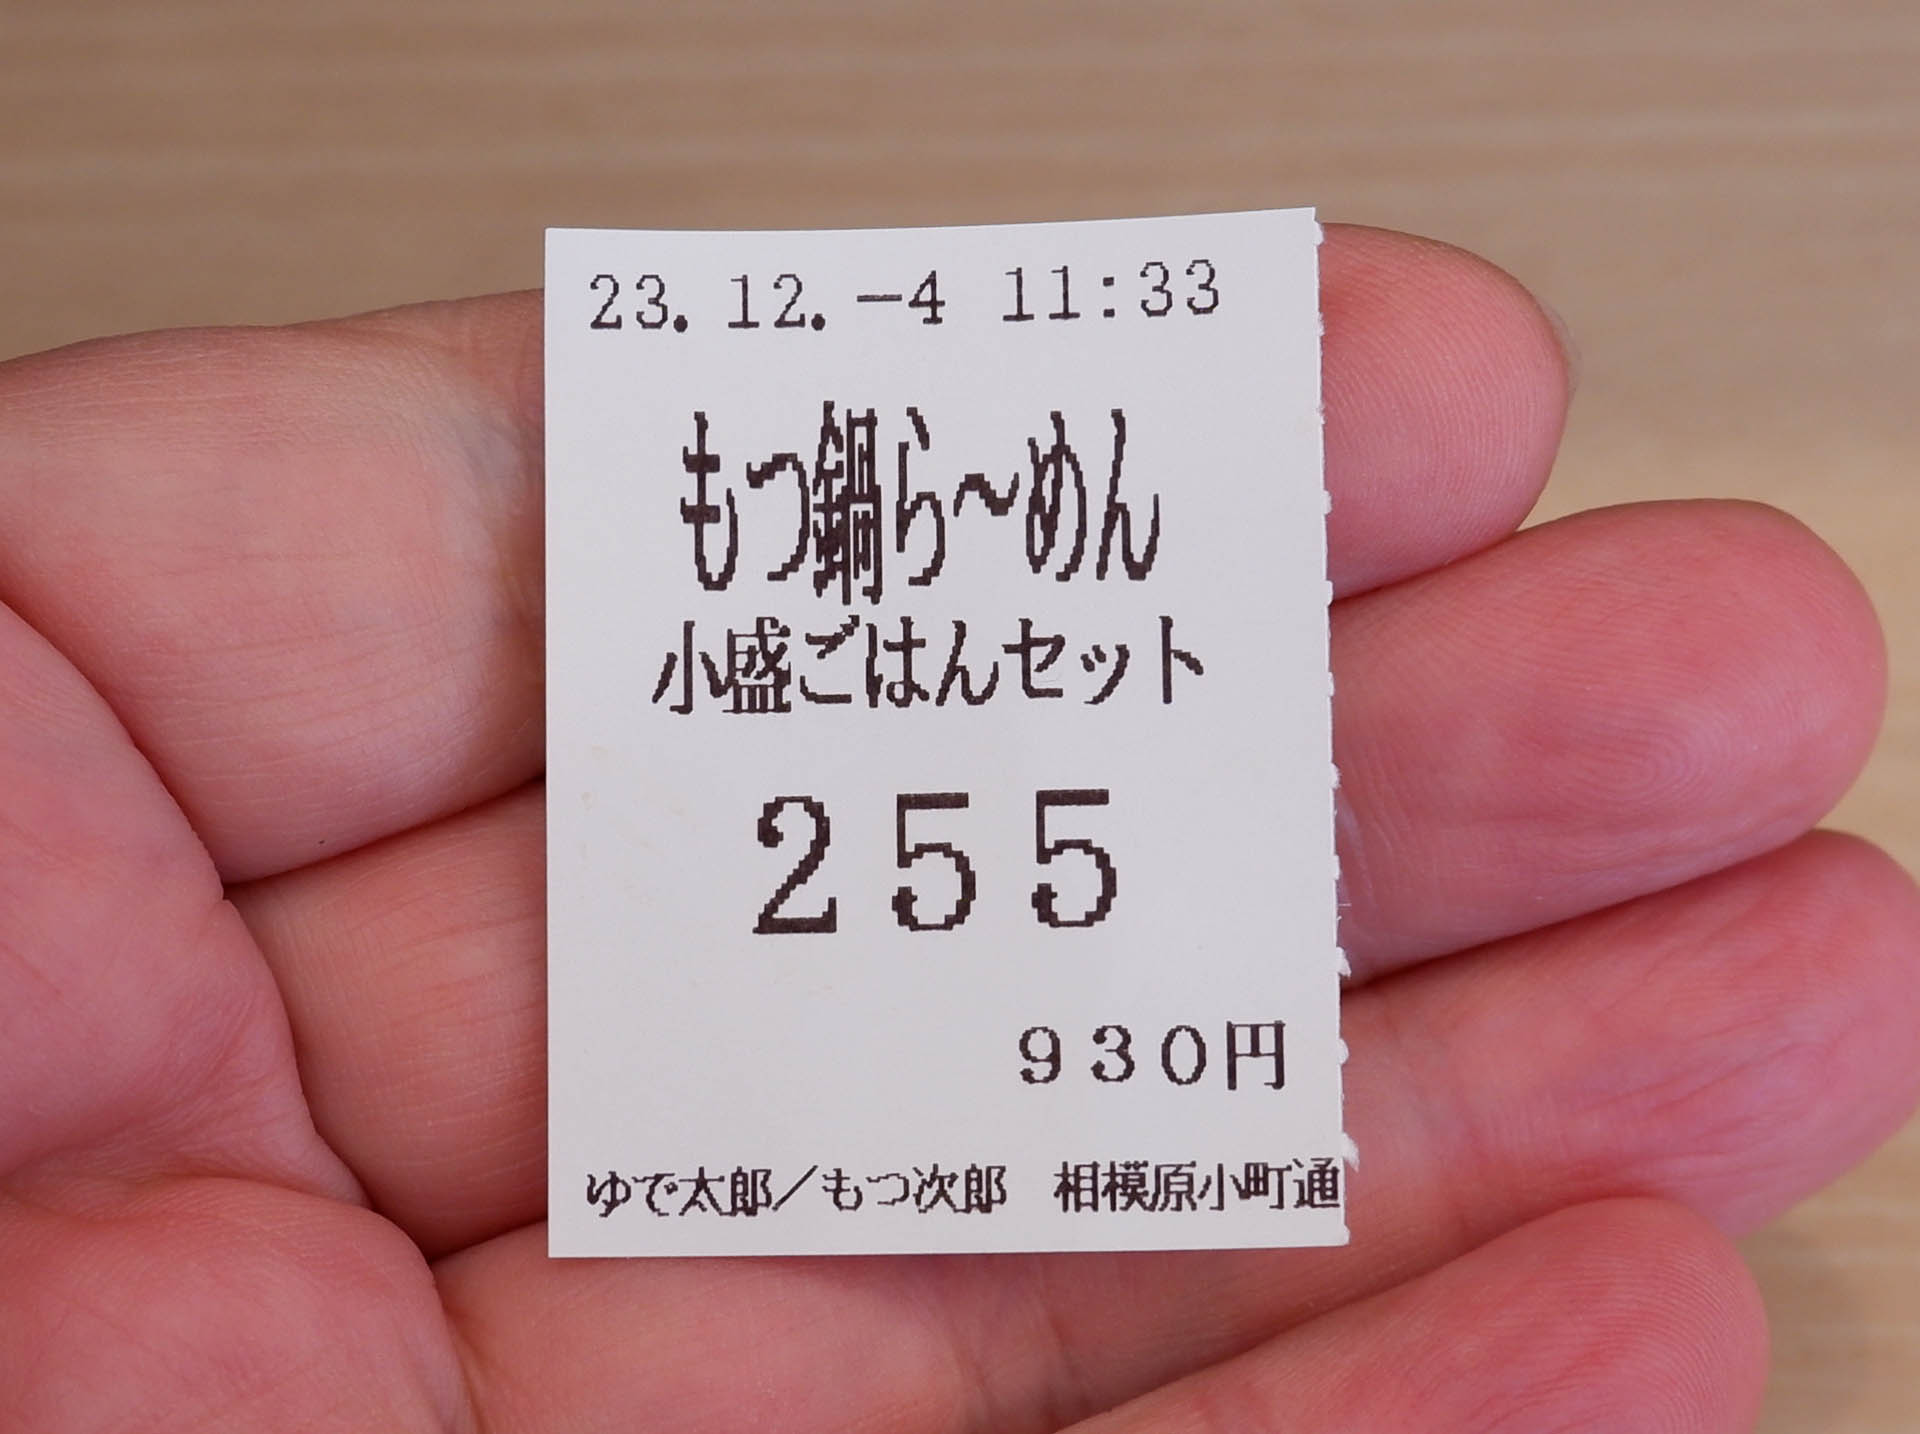 23.12.-4 11:33
もつ鍋ら～めん
小盛ごはんセット
255
930円
ゆで太郎／もつ次郎　相模原小町通